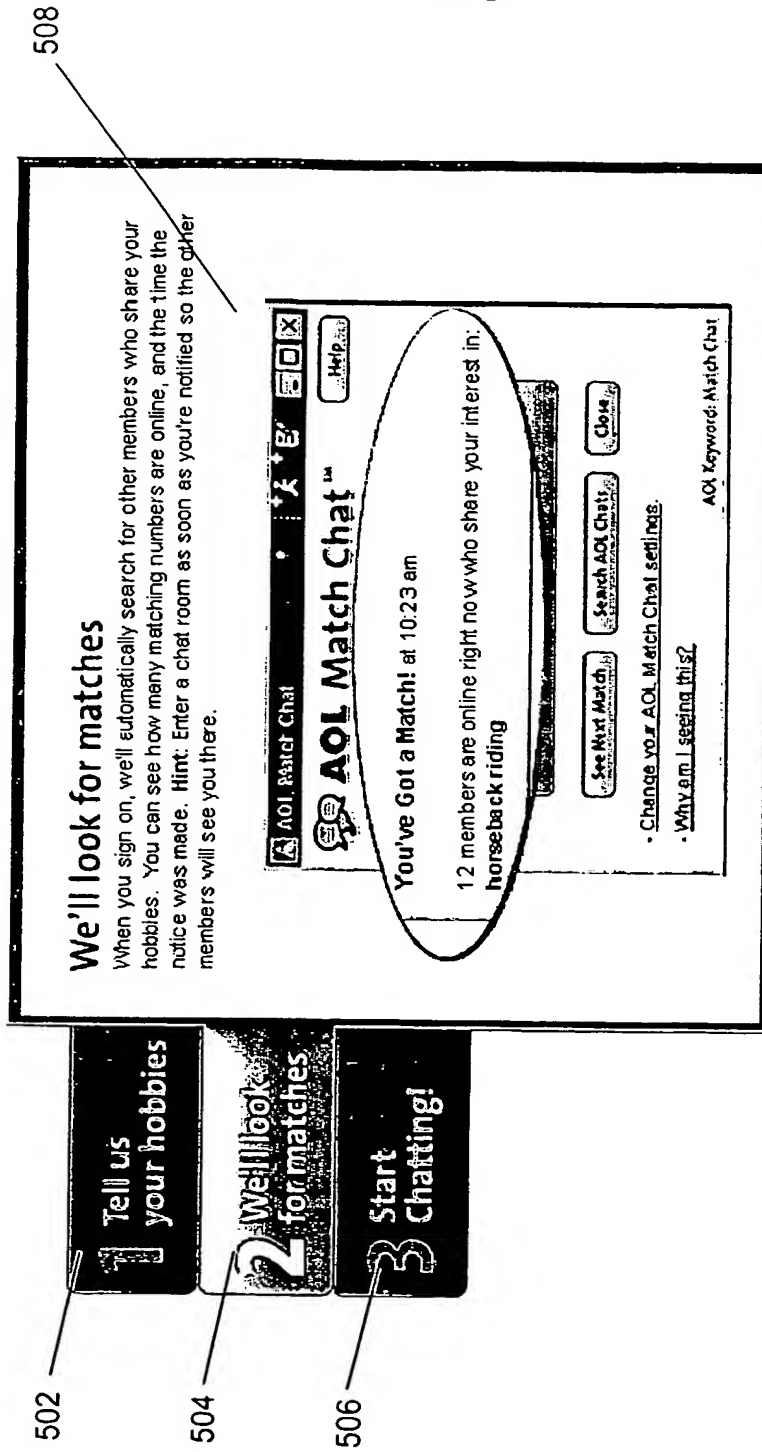 508
502
1 Tell us
your hobbies
504
2 We'll look
for matches
506
3 Start
Chatting!
We'll look for matches
When you sign on, we'll automatically search for other members who share your
hobbies. You can see how many matching numbers are online, and the time the
notice was made. Hint: Enter a chat room as soon as you're notified so the other
members will see you there.
AOL Match Chat
Help
AOL Match Chat™
You've Got a Match! at 10:23 am
12 members are online right now who share your interest in:
horseback riding
See Next Match
Search AOL Chats
Close
- Change your AOL Match Chat settings.
- Why am I seeing this?
AOL Keyword: Match Chat